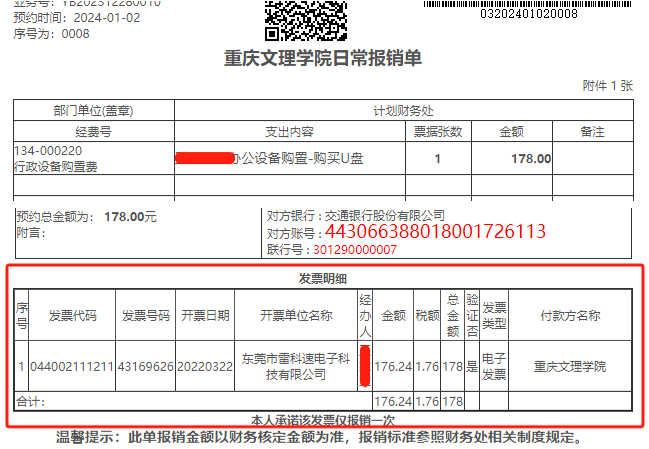 业务号：YB202312280010
预约时间：2024-01-02
序号为：0008
03202401020008
重庆文理学院日常报销单
附件 1 张
部门单位(盖章) 计划财务处
经费号 支出内容 票据张数 金额 备注
134-000220
行政设备购置费 办公设备购置-购买U盘 1 178.00
预约总金额为： 178.00元
附言：
对方银行：交通银行股份有限公司
对方账号：443066388018001726113
联行号：301290000007
发票明细
序号 发票代码 发票号码 开票日期 开票单位名称 经办人 金额 税额 总金额 验证否 发票类型 付款方名称
1 044002111211 43169626 20220322 东莞市雷科速电子科技有限公司 176.24 1.76 178 是 电子发票 重庆文理学院
合计： 176.24 1.76 178
本人承诺该发票仅报销一次
温馨提示：此单报销金额以财务核定金额为准，报销标准参照财务处相关制度规定。